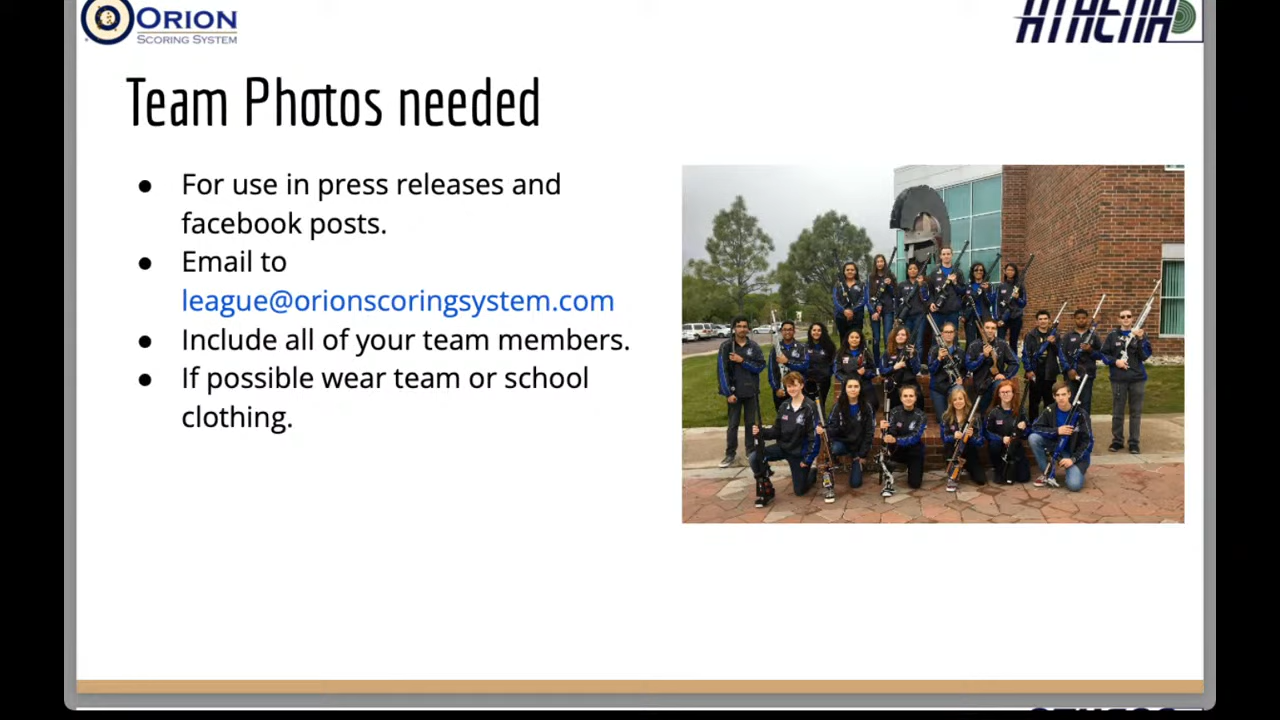 ORION
SCORING SYSTEM
ATHENA
Team Photos needed
● For use in press releases and
facebook posts.
● Email to
league@orionscoringsystem.com
● Include all of your team members.
● If possible wear team or school
clothing.